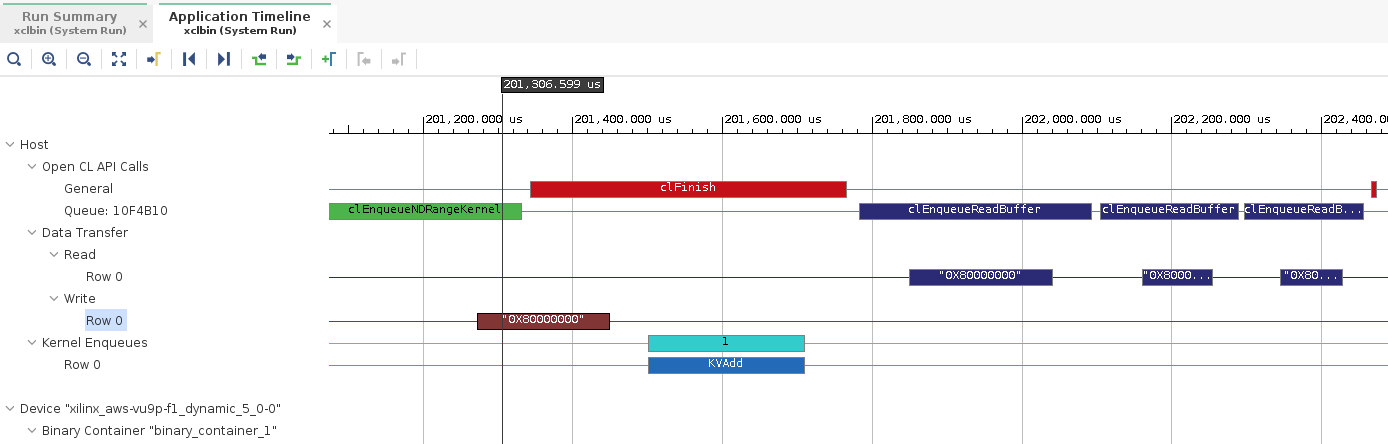 Run Summary
xclbin (System Run)
Application Timeline
xclbin (System Run)
201,306.599 us
201,200.000 us
201,400.000 us
201,600.000 us
201,800.000 us
202,000.000 us
202,200.000 us
202,400.0
Host
Open CL API Calls
General
clFinish
Queue: 10F4B10
clEnqueueNDRangeKernel
clEnqueueReadBuffer
clEnqueueReadBuffer
clEnqueueReadB...
Data Transfer
Read
Row 0
"0X80000000"
"0X8000...
"0X80...
Write
Row 0
"0X80000000"
Kernel Enqueues
1
Row 0
KVAdd
Device "xilinx_aws-vu9p-f1_dynamic_5_0-0"
Binary Container "binary_container_1"